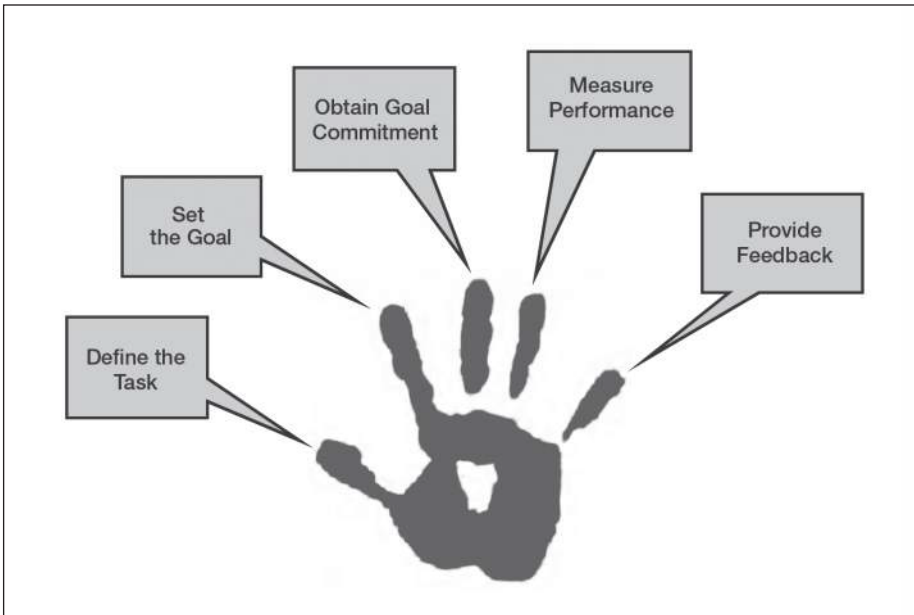 Define the
Task
Set
the Goal
Obtain Goal
Commitment
Measure
Performance
Provide
Feedback